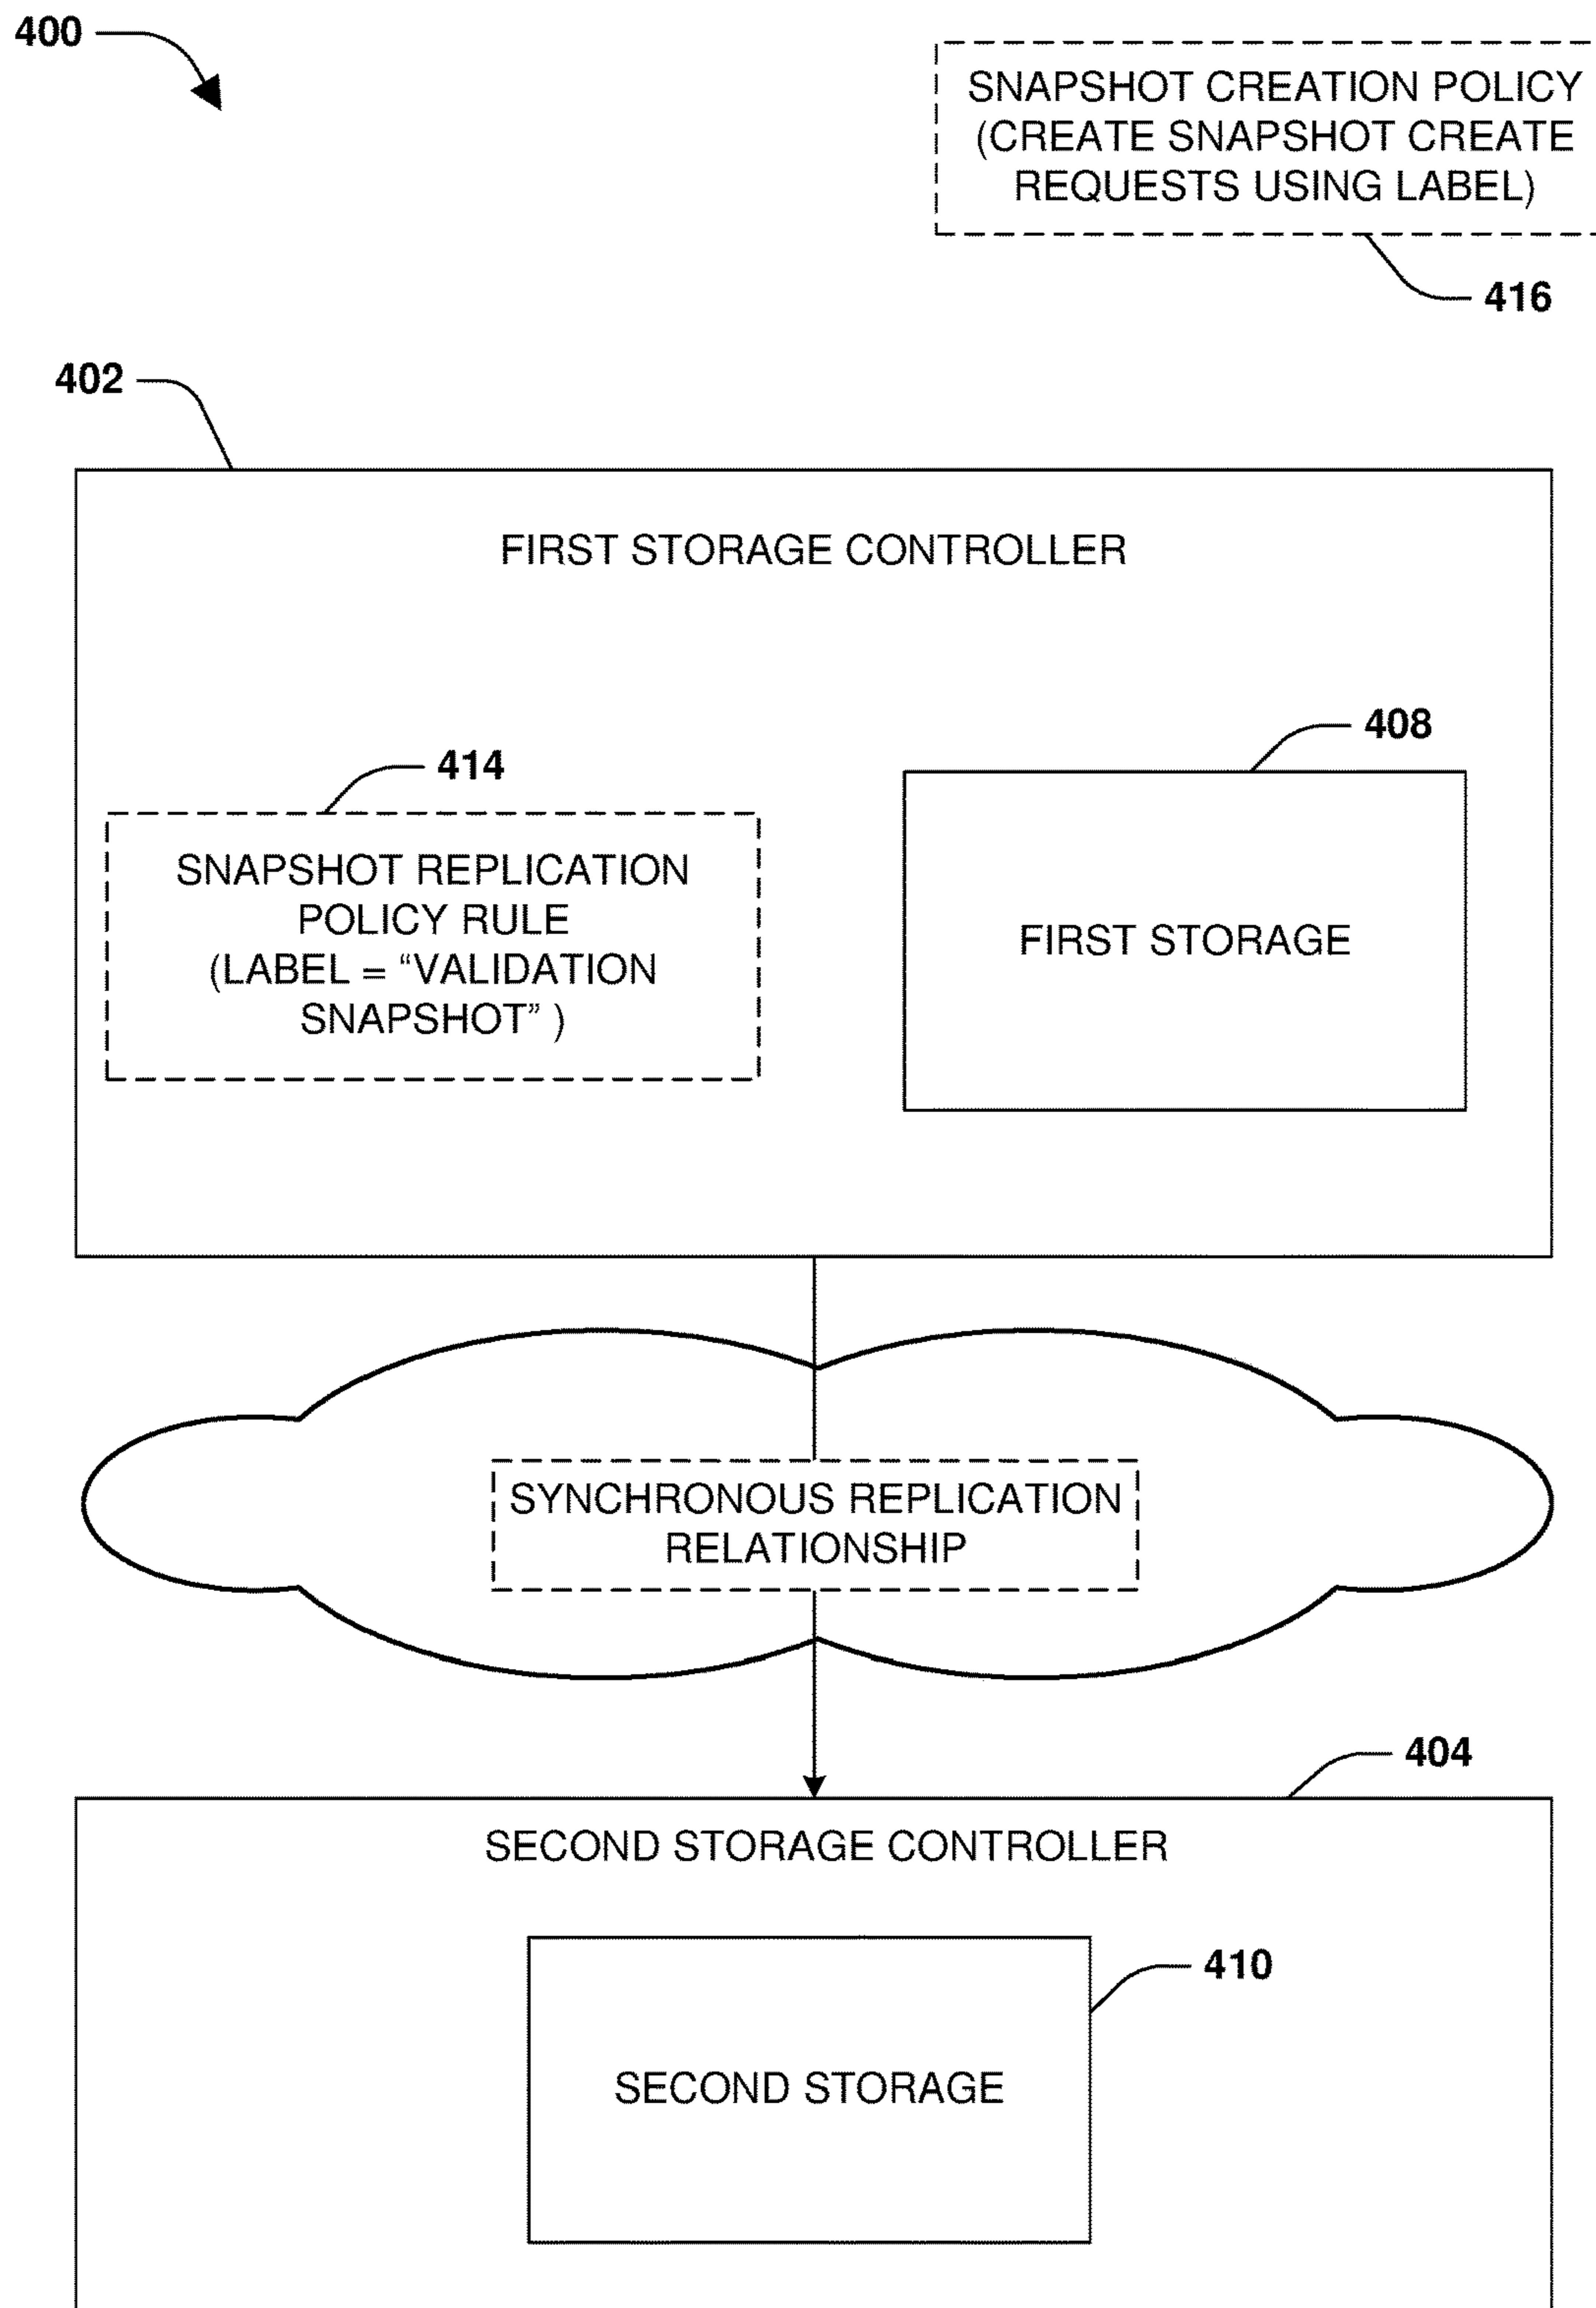 400
SNAPSHOT CREATION POLICY
(CREATE SNAPSHOT CREATE
REQUESTS USING LABEL)
416
402
FIRST STORAGE CONTROLLER
408
414
SNAPSHOT REPLICATION
POLICY RULE
(LABEL = “VALIDATION
SNAPSHOT” )
FIRST STORAGE
SYNCHRONOUS REPLICATION
RELATIONSHIP
404
SECOND STORAGE CONTROLLER
410
SECOND STORAGE